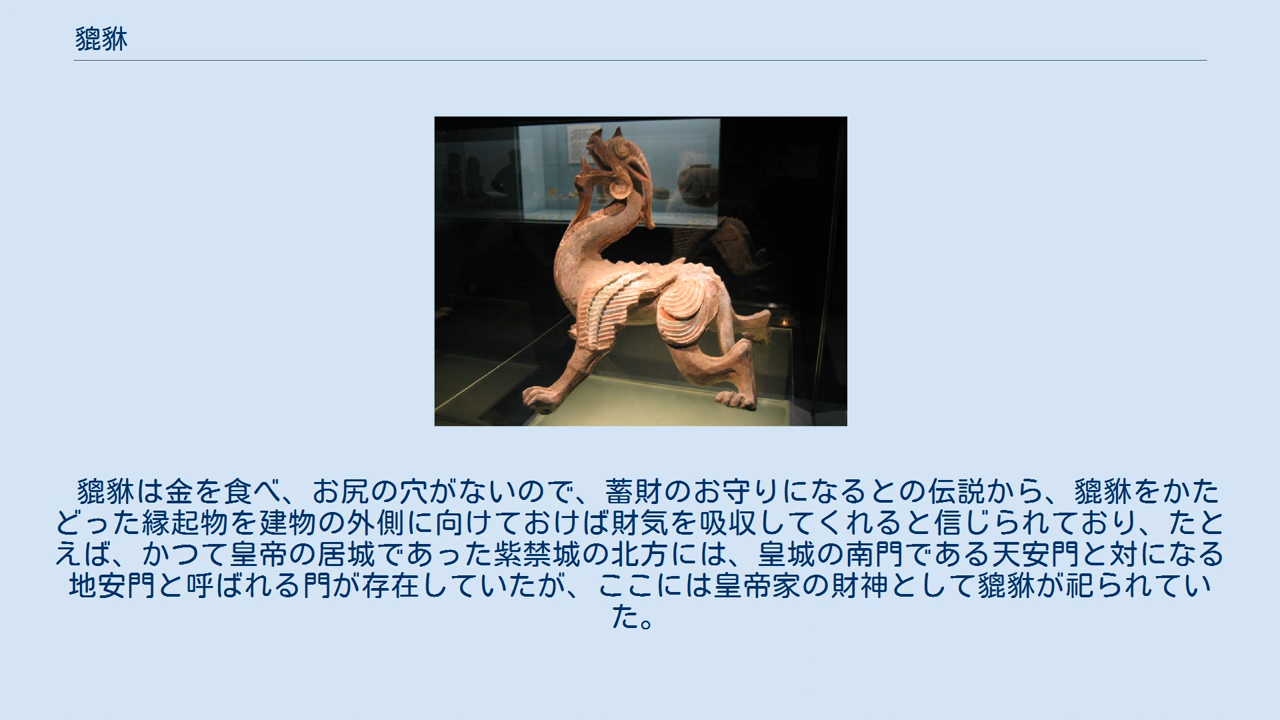 貔貅
貔貅は金を食べ、お尻の穴がないので、蓄財のお守りになるとの伝説から、貔貅をかた
どった縁起物を建物の外側に向けておけば財気を吸収してくれると信じられており、たと
えば、かつて皇帝の居城であった紫禁城の北方には、皇城の南門である天安門と対になる
地安門と呼ばれる門が存在していたが、ここには皇帝家の財神として貔貅が祀られてい
た。